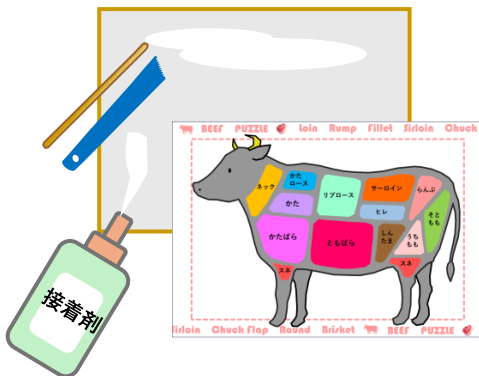 BEEF PUZZLE Loin Rump Fillet Sirloin Chuck
ネック
かた
ロース
かた
リブロース
サーロイン
ヒレ
らんぷ
そと
もも
うち
もも
しん
たま
かたばら
ともばら
スネ
スネ
Sirloin Chuck Flap Round Brisket BEEF PUZZLE
接着剤